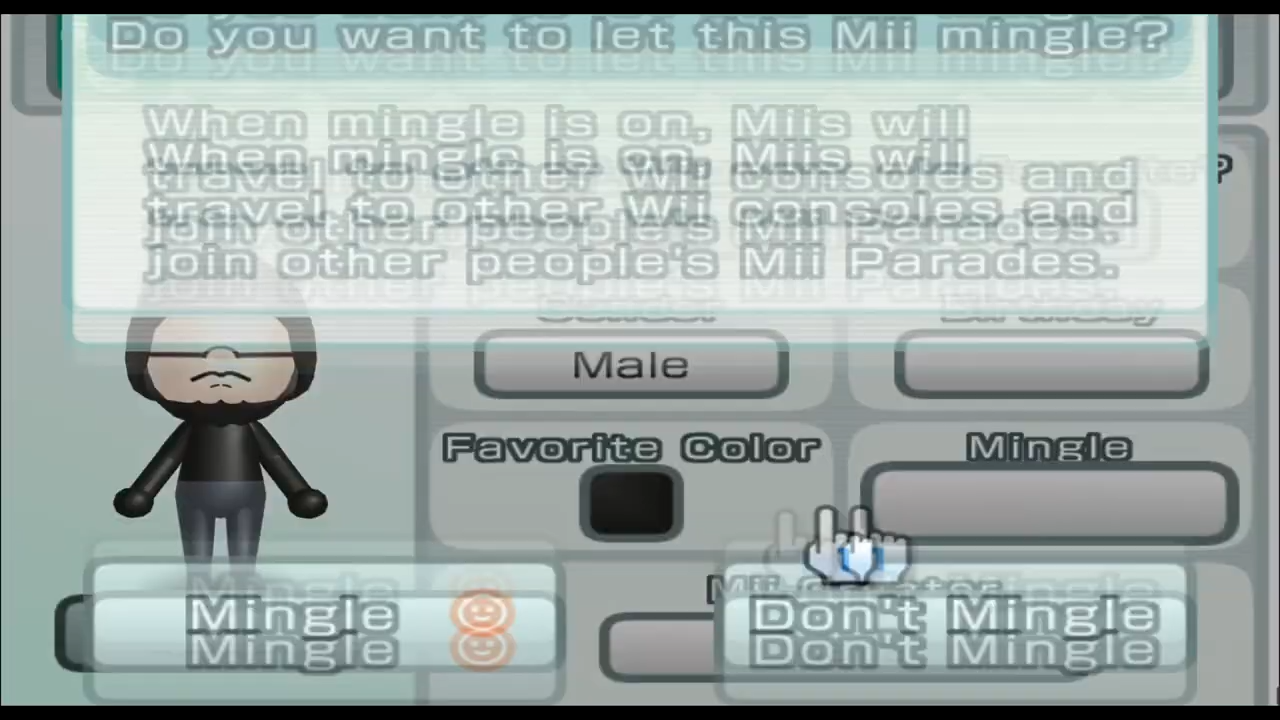 Do you want to let this Mii mingle?
When mingle is on, Miis will
travel to other Wii consoles and
join other people's Mii Parades.
?
Male
Favorite Color
Mingle
Mingle
Don't Mingle